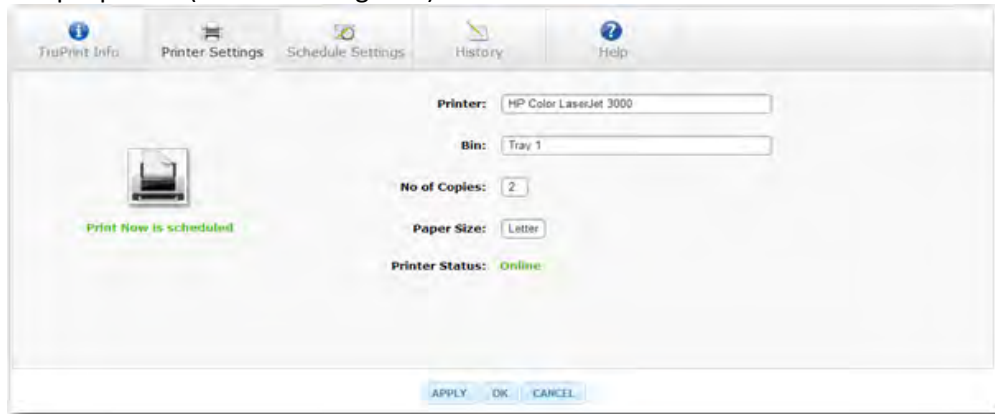 TruPrint Info Printer Settings Schedule Settings History Help
Printer: HP Color LaserJet 3000
Bin: Tray 1
No of Copies: 2
Print Now is scheduled
Paper Size: Letter
Printer Status: Online
APPLY OK CANCEL